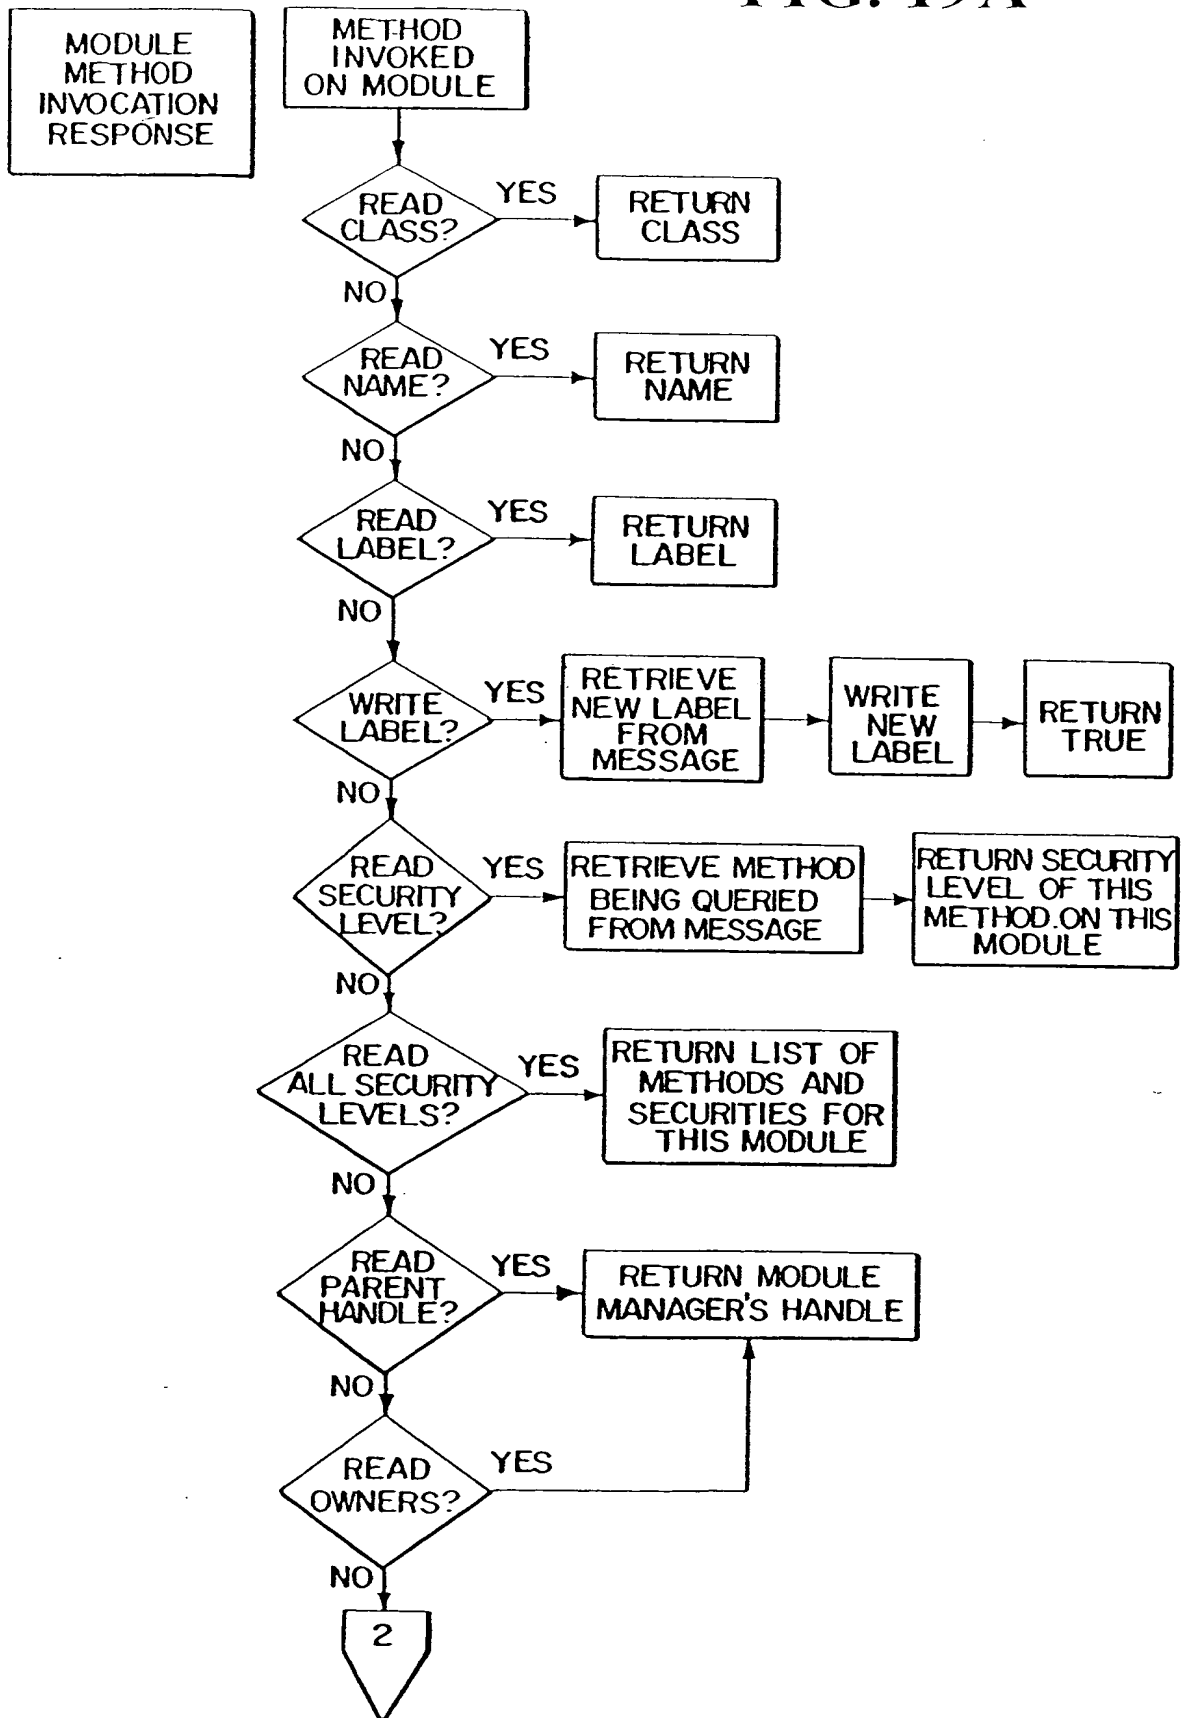 FIG. 19A
MODULE
METHOD
INVOCATION
RESPONSE
METHOD
INVOKED
ON MODULE
READ
CLASS?
YES
RETURN
CLASS
NO
READ
NAME?
YES
RETURN
NAME
NO
READ
LABEL?
YES
RETURN
LABEL
NO
WRITE
LABEL?
YES
RETRIEVE
NEW LABEL
FROM
MESSAGE
WRITE
NEW
LABEL
RETURN
TRUE
NO
READ
SECURITY
LEVEL?
YES
RETRIEVE METHOD
BEING QUERIED
FROM MESSAGE
RETURN SECURITY
LEVEL OF THIS
METHOD.ON THIS
MODULE
NO
READ
ALL SECURITY
LEVELS?
YES
RETURN LIST OF
METHODS AND
SECURITIES FOR
THIS MODULE
NO
READ
PARENT
HANDLE?
YES
RETURN MODULE
MANAGER'S HANDLE
NO
READ
OWNERS?
YES
NO
2